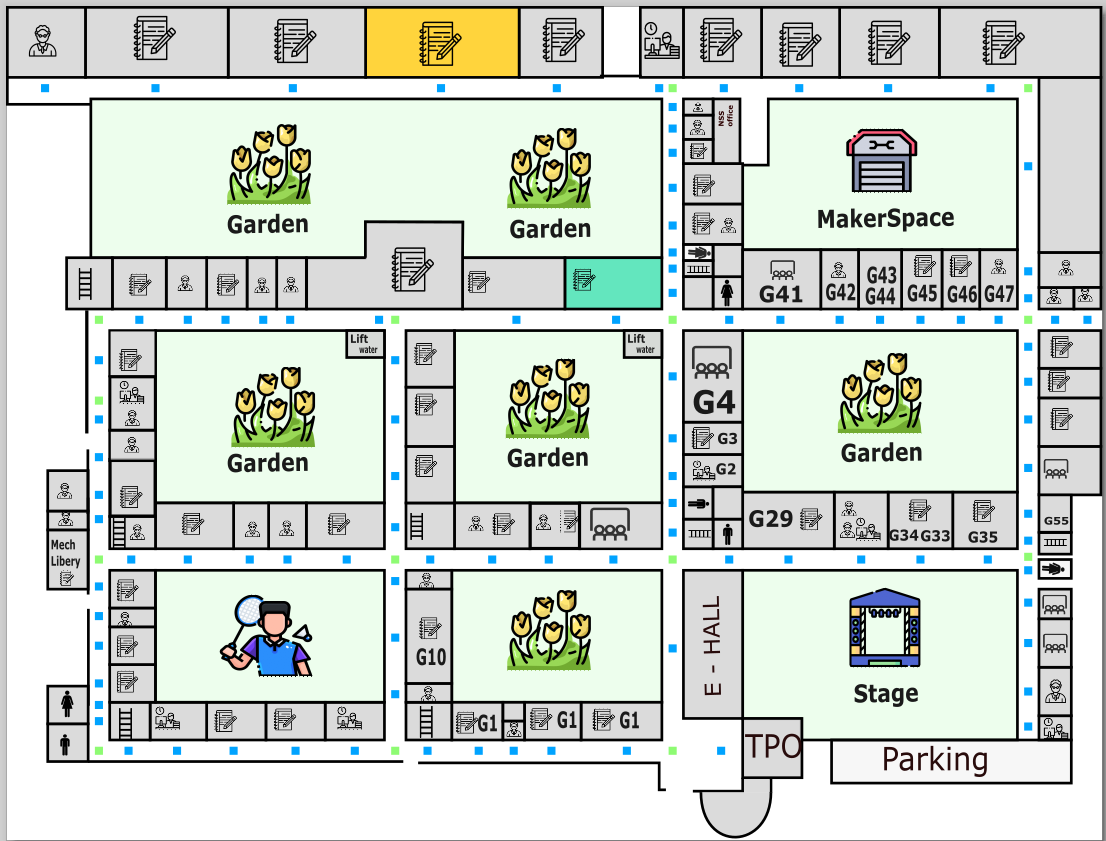 NSS
office
Garden
Garden
MakerSpace
G41
G42
G43
G44
G45
G46
G47
Lift
water
Lift
water
G4
Garden
Garden
Garden
G3
G2
G29
G34
G33
G35
G55
Mech
Libery
E - HALL
G10
G1
G1
G1
Stage
TPO
Parking